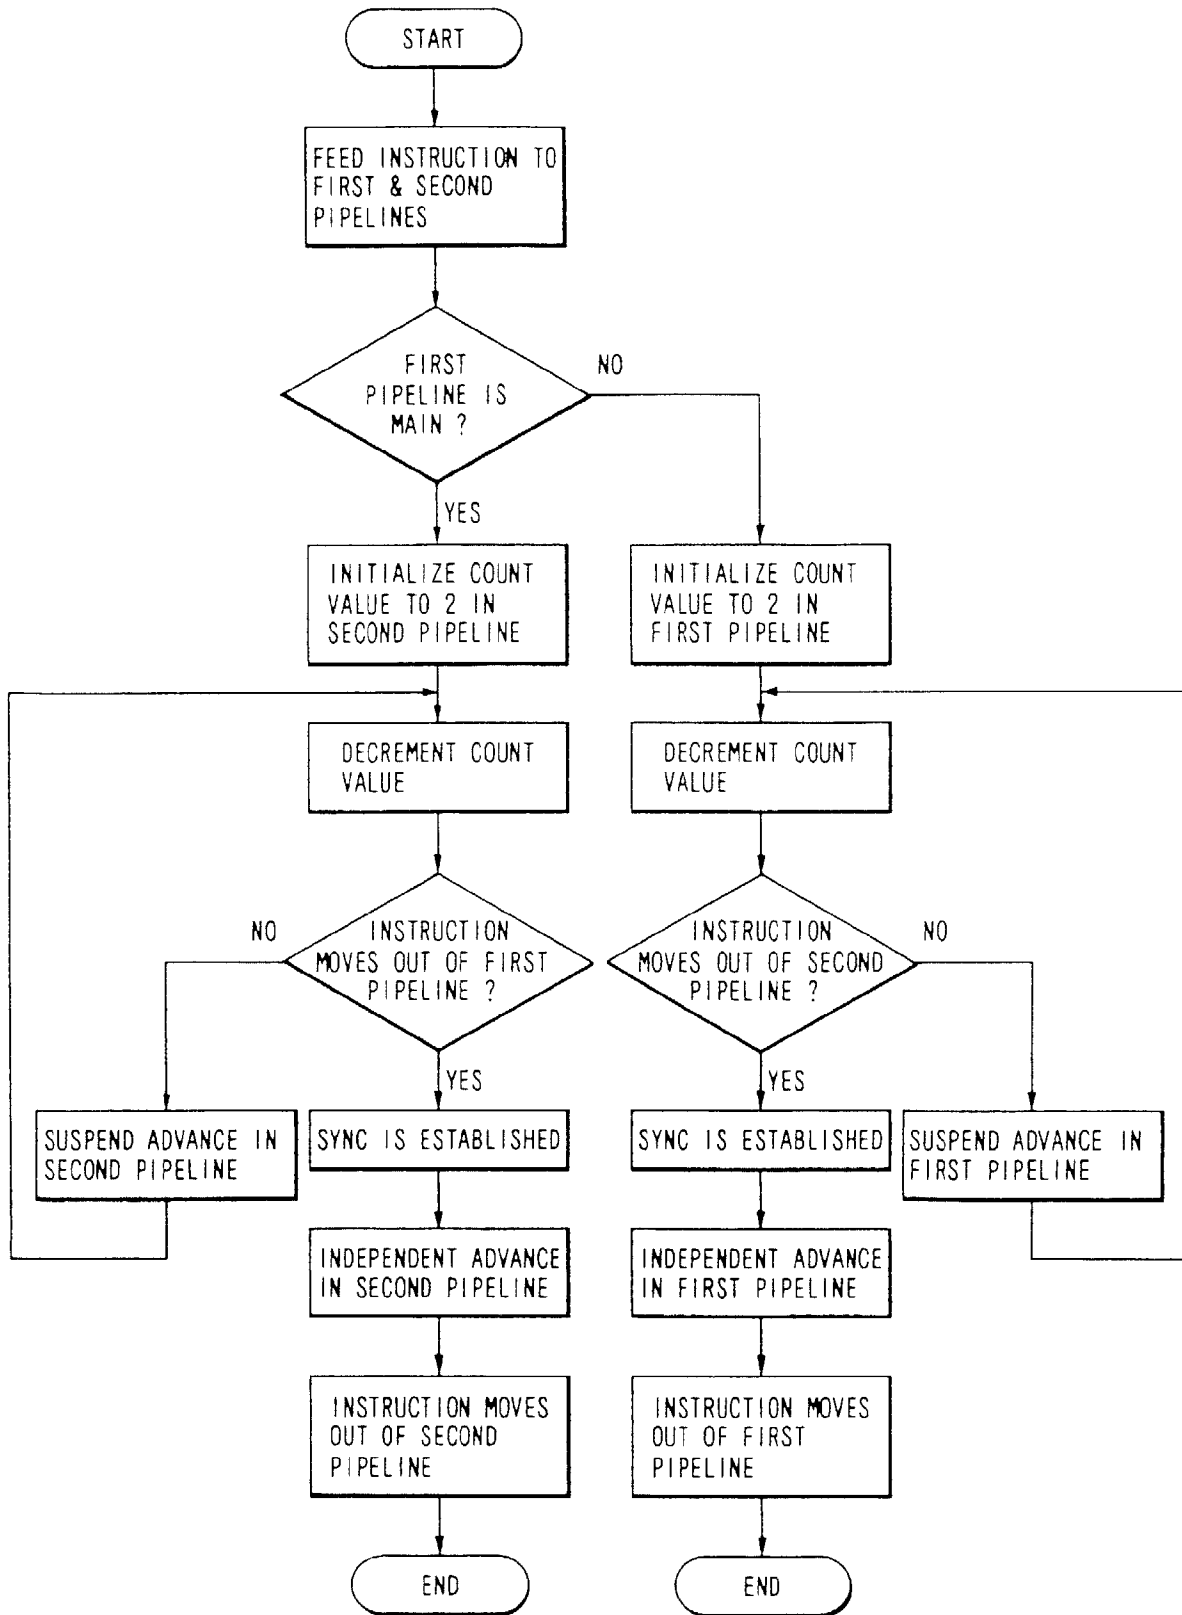 START
FEED INSTRUCTION TO
FIRST & SECOND
PIPELINES
FIRST
PIPELINE IS
MAIN ?
NO
YES
INITIALIZE COUNT
VALUE TO 2 IN
SECOND PIPELINE
INITIALIZE COUNT
VALUE TO 2 IN
FIRST PIPELINE
DECREMENT COUNT
VALUE
DECREMENT COUNT
VALUE
NO
INSTRUCTION
MOVES OUT OF FIRST
PIPELINE ?
INSTRUCTION
MOVES OUT OF SECOND
PIPELINE ?
NO
YES
YES
SUSPEND ADVANCE IN
SECOND PIPELINE
SYNC IS ESTABLISHED
SYNC IS ESTABLISHED
SUSPEND ADVANCE IN
FIRST PIPELINE
INDEPENDENT ADVANCE
IN SECOND PIPELINE
INDEPENDENT ADVANCE
IN FIRST PIPELINE
INSTRUCTION MOVES
OUT OF SECOND
PIPELINE
INSTRUCTION MOVES
OUT OF FIRST
PIPELINE
END
END